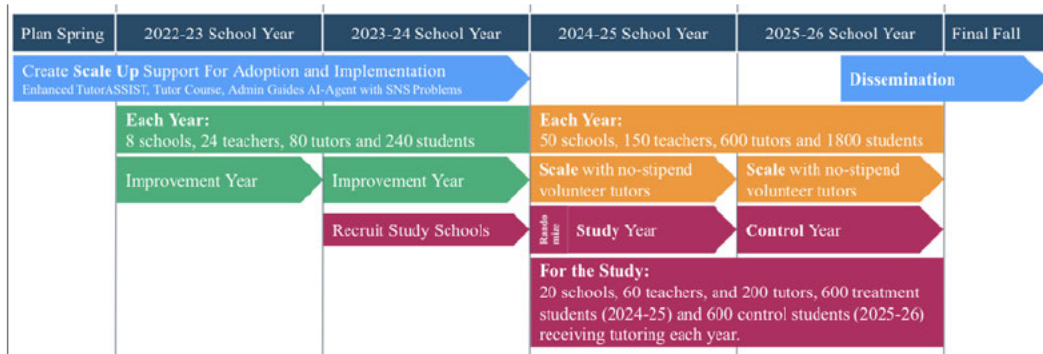 Plan Spring
2022-23 School Year
2023-24 School Year
2024-25 School Year
2025-26 School Year
Final Fall
Create Scale Up Support For Adoption and Implementation
Enhanced TutorASSIST, Tutor Course, Admin Guides AI-Agent with SNS Problems
Dissemination
Each Year:
8 schools, 24 teachers, 80 tutors and 240 students
Each Year:
50 schools, 150 teachers, 600 tutors and 1800 students
Improvement Year
Improvement Year
Scale with no-stipend
volunteer tutors
Scale with no-stipend
volunteer tutors
Recruit Study Schools
Rando
mize
Study Year
Control Year
For the Study:
20 schools, 60 teachers, and 200 tutors, 600 treatment
students (2024-25) and 600 control students (2025-26)
receiving tutoring each year.